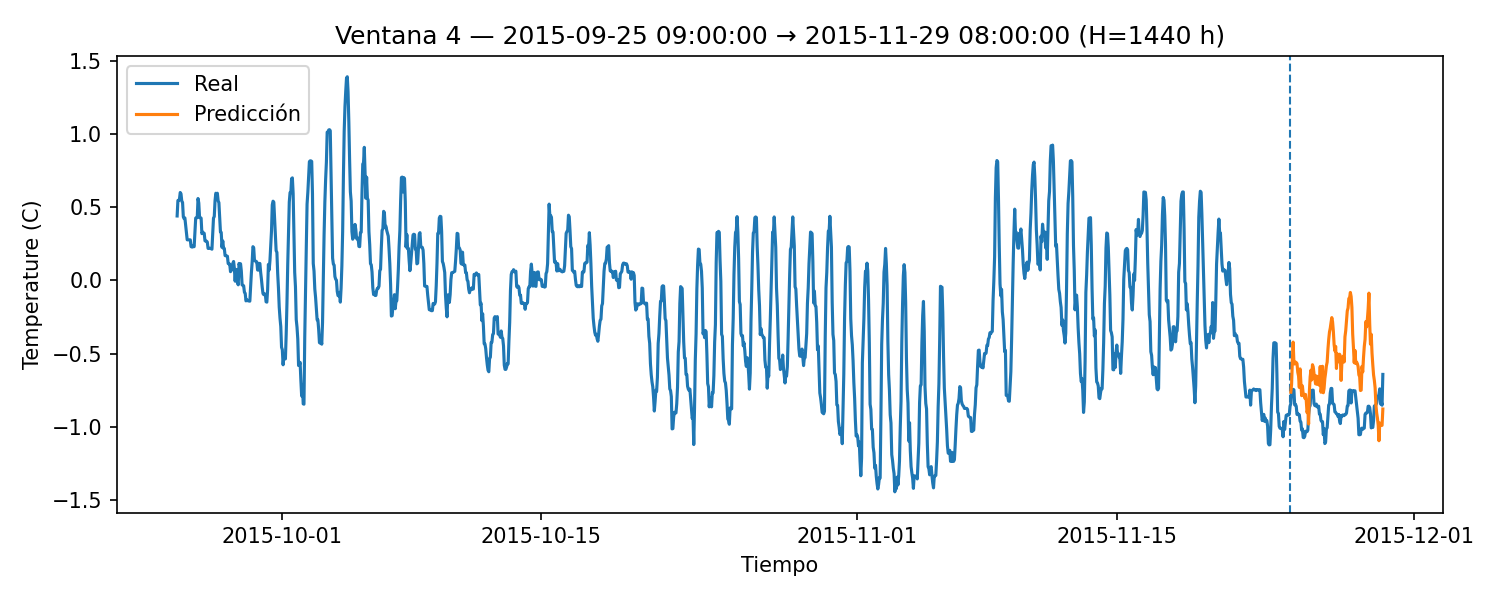 Ventana 4 — 2015-09-25 09:00:00 → 2015-11-29 08:00:00 (H=1440 h)
Real
Predicción
Temperature (C)
1.5
1.0
0.5
0.0
−0.5
−1.0
−1.5
2015-10-01
2015-10-15
2015-11-01
2015-11-15
2015-12-01
Tiempo